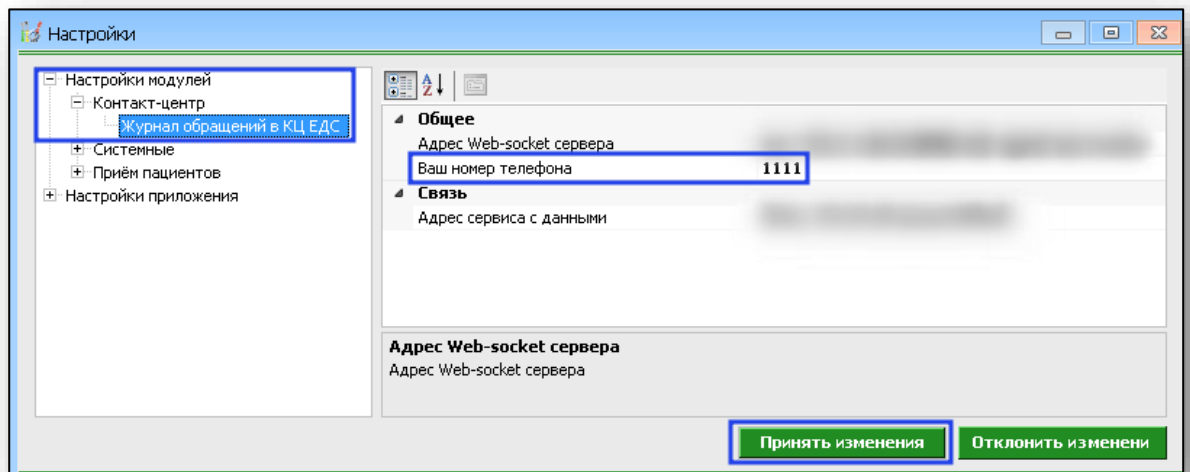 Настройки
Настройки модулей
Контакт-центр
Журнал обращений в КЦ ЕДС
Системные
Приём пациентов
Настройки приложения
Общее
Адрес Web-socket сервера
Ваш номер телефона 1111
Связь
Адрес сервиса с данными
Адрес Web-socket сервера
Адрес Web-socket сервера
Принять изменения Отклонить изменени